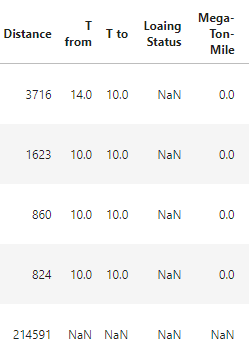 Distance T from T to Loaing Status Mega-Ton-Mile
3716 14.0 10.0 NaN 0.0
1623 10.0 10.0 NaN 0.0
860 10.0 10.0 NaN 0.0
824 10.0 10.0 NaN 0.0
214591 NaN NaN NaN NaN